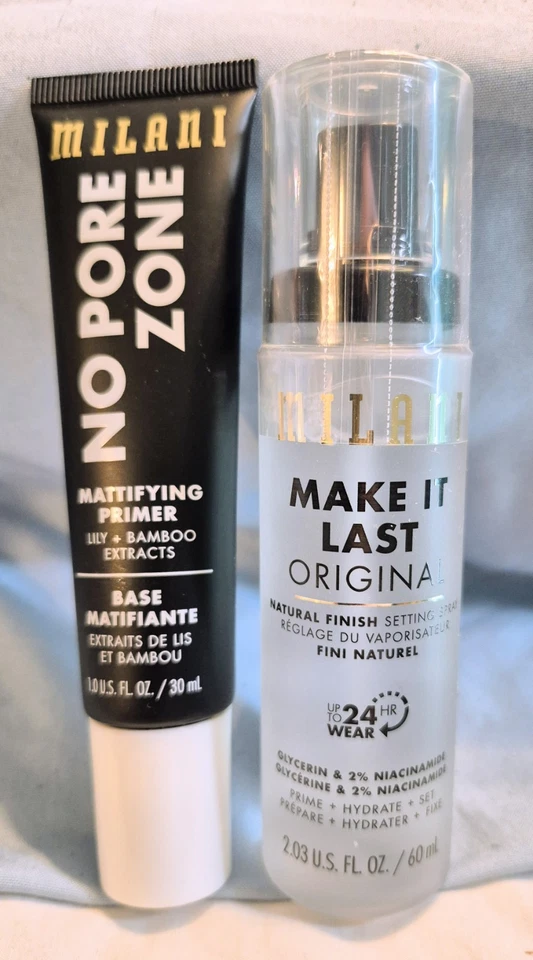 MILANI
NO PORE
ZONE
MATTIFYING
PRIMER
LILY + BAMBOO
EXTRACTS
BASE
MATIFIANTE
EXTRAITS DE LIS
ET BAMBOU
1.0 U.S. FL. OZ. / 30 mL
MILANI
MAKE IT
LAST
ORIGINAL
NATURAL FINISH SETTING SPRAY
RÉGLAGE DU VAPORISATEUR
FINI NATUREL
UP TO 24 HR
WEAR
GLYCERIN & 2% NIACINAMIDE
GLYCÉRINE & 2% NIACINAMIDE
PRIME + HYDRATE + SET
PRÉPARE + HYDRATER + FIXE
2.03 U.S. FL. OZ. / 60 mL